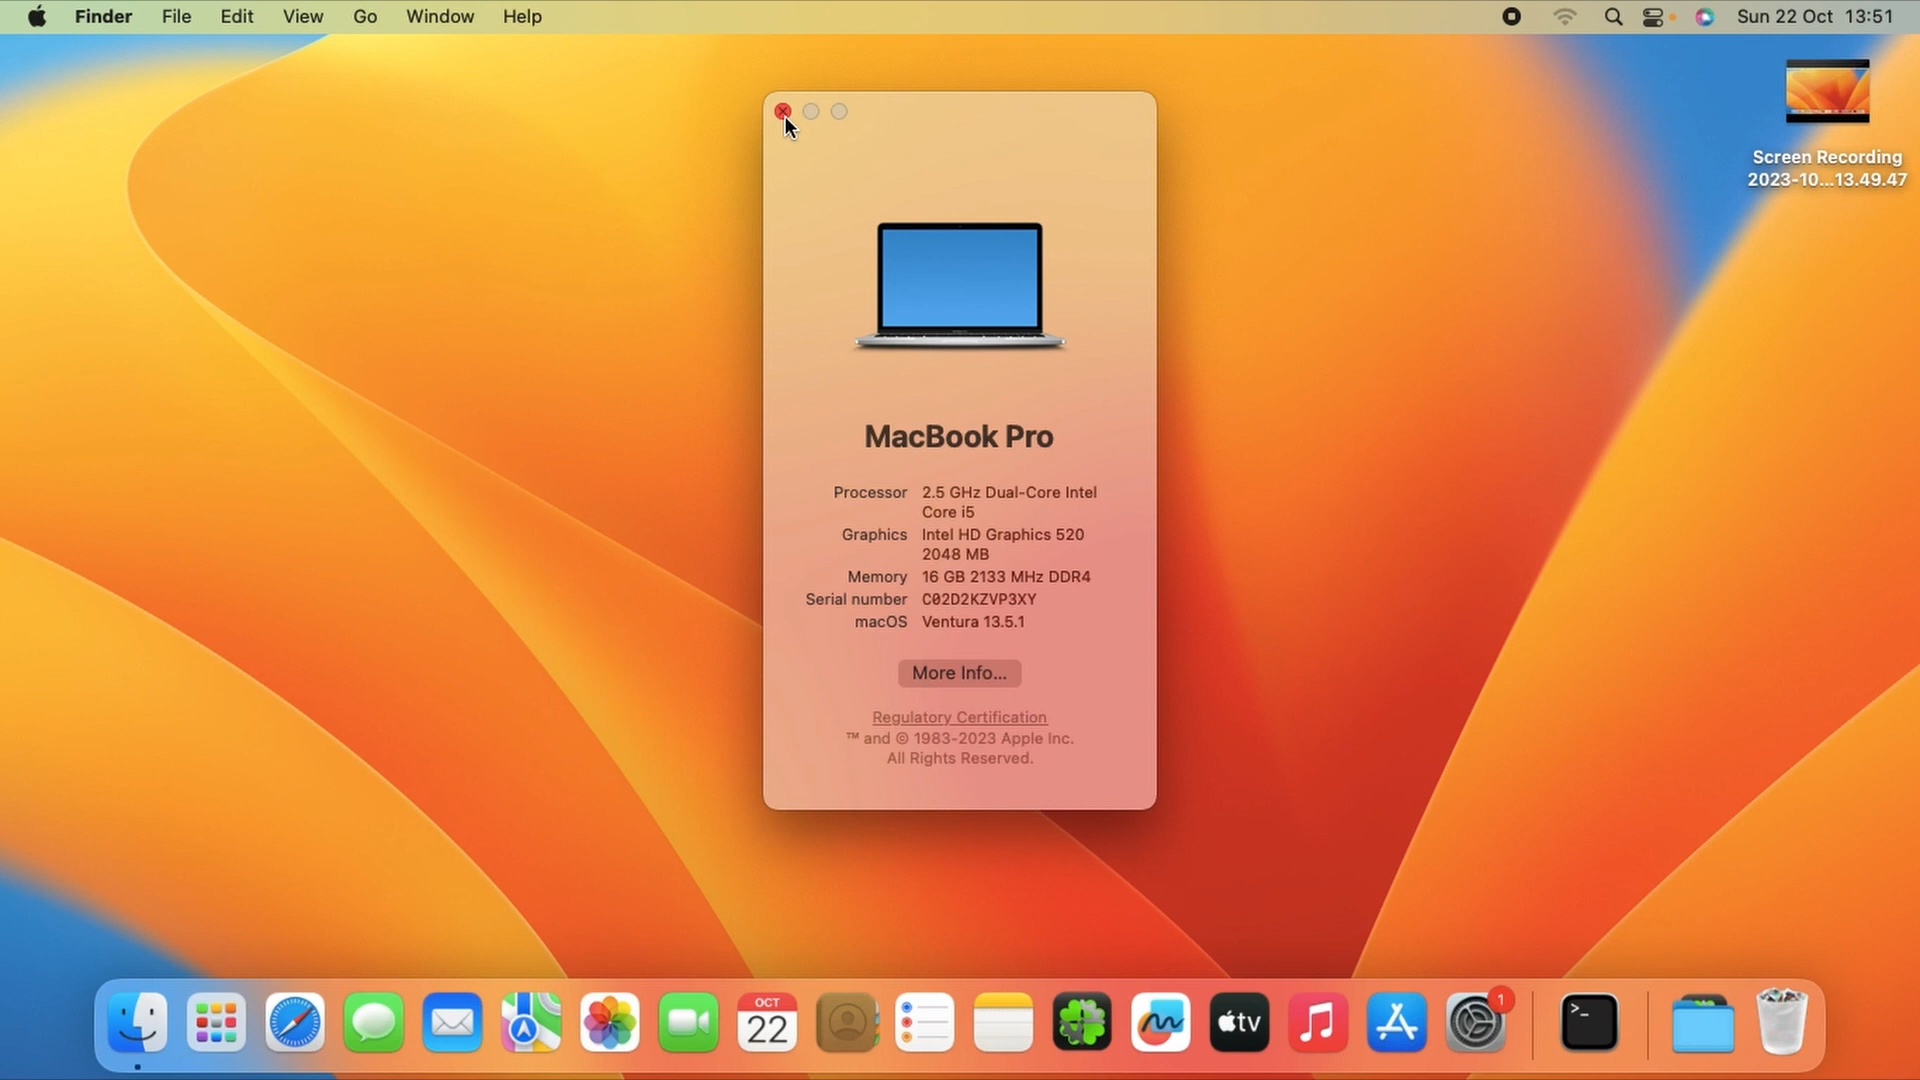 Finder File Edit View Go Window Help Sun 22 Oct 13:51
Screen Recording
2023-10...13.49.47
MacBook Pro
Processor 2.5 GHz Dual-Core Intel
Core i5
Graphics Intel HD Graphics 520
2048 MB
Memory 16 GB 2133 MHz DDR4
Serial number C02D2KZVP3XY
macOS Ventura 13.5.1
More Info...
Regulatory Certification
™ and © 1983-2023 Apple Inc.
All Rights Reserved.
OCT
22
tv
1
>_